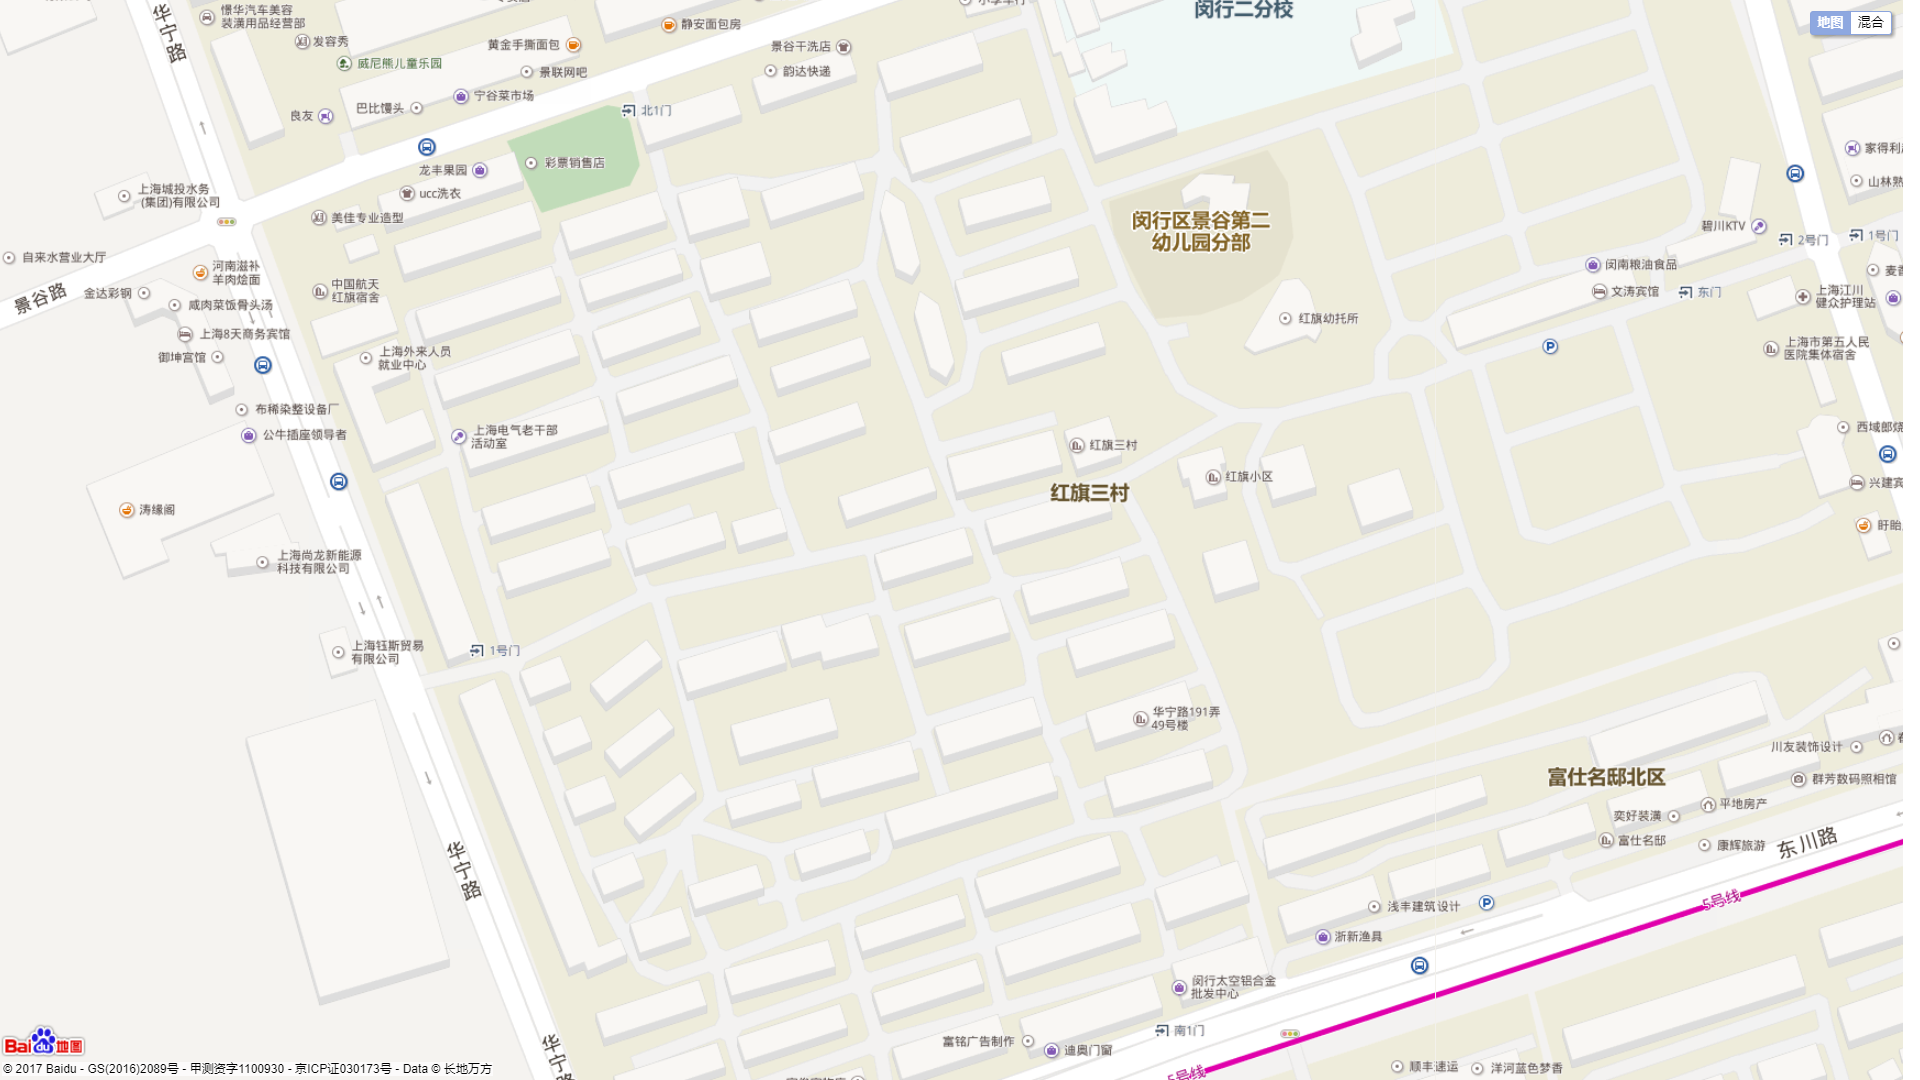 憬华汽车美容
装潢用品经营部
华宁路
发容秀
威尼熊儿童乐园
黄金手撕面包
静安面包房
景谷干洗店
韵达快递
景联网吧
宁谷菜市场
巴比馒头
良友
北1门
闵行二分校
地图
混合
家得利
山林熟
龙丰果园
彩票销售店
ucc洗衣
美佳专业造型
上海城投水务
(集团)有限公司
自来水营业大厅
闵行区景谷第二
幼儿园分部
碧川KTV
2号门
1号门
闵南粮油食品
文涛宾馆
东门
上海江川
健众护理站
河南滋补
羊肉烩面
景谷路
金达彩钢
咸肉菜饭骨头汤
中国航天
红旗宿舍
上海8天商务宾馆
御坤宫馆
上海外来人员
就业中心
红旗幼托所
上海市第五人民
医院集体宿舍
布稀染整设备厂
公牛插座领导者
上海电气老干部
活动室
红旗三村
红旗三村
红旗小区
西域郎烧
兴建宾
盱眙
涛缘阁
上海尚龙新能源
科技有限公司
上海钰斯贸易
有限公司
1号门
华宁路191弄
49号楼
川友装饰设计
群芳数码照相馆
富仕名邸北区
平地房产
奕好装潢
富仕名邸
康辉旅游
东川路
5号线
华宁路
浅丰建筑设计
浙新渔具
闵行太空铝合金
批发中心
南1门
富铭广告制作
迪奥门窗
5号线
顺丰速运
洋河蓝色梦香
华宁路
Bai du 地图
© 2017 Baidu - GS(2016)2089号 - 甲测资字1100930 - 京ICP证030173号 - Data © 长地万方